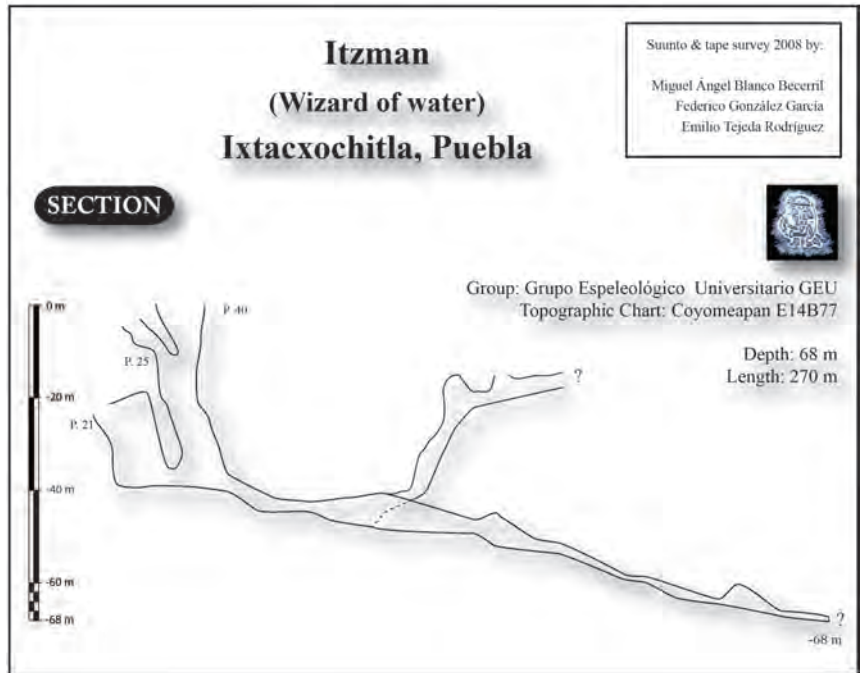 Itzman
(Wizard of water)
Ixtacxochitla, Puebla
Suunto & tape survey 2008 by:
Miguel Ángel Blanco Becerril
Federico González García
Emilio Tejeda Rodríguez
SECTION
Group: Grupo Espeleológico Universitario GEU
Topographic Chart: Coyomeapan E14B77
Depth: 68 m
Length: 270 m
0 m
P. 40
P. 25
?
-20 m
P. 21
-40 m
-60 m
-68 m
?
-68 m